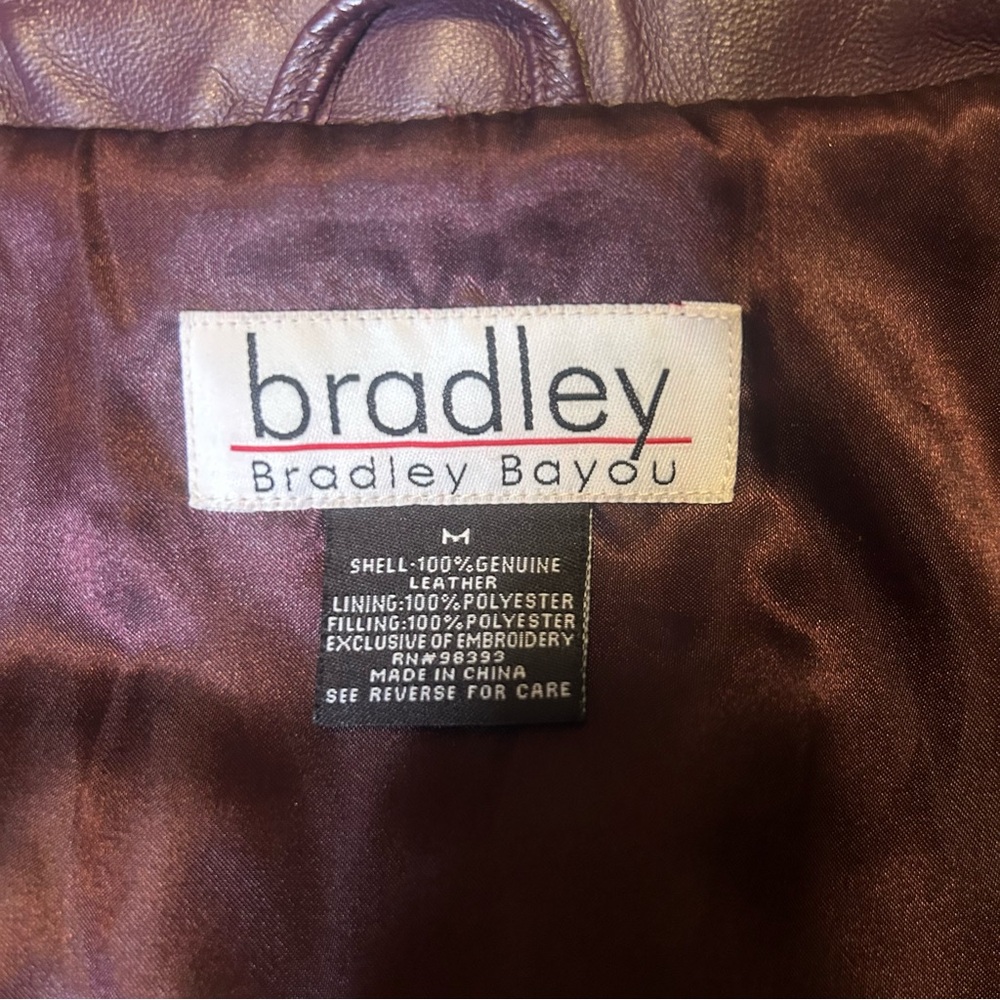 bradley
Bradley Bayou
M
SHELL:100%GENUINE
LEATHER
LINING:100%POLYESTER
FILLING:100%POLYESTER
EXCLUSIVE OF EMBROIDERY
RN#98393
MADE IN CHINA
SEE REVERSE FOR CARE